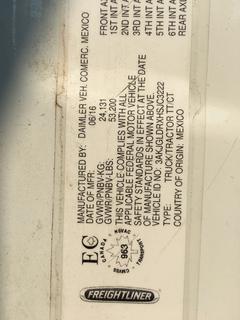 MANUFACTURED BY: DAIMLER VEH. COMERC. MEXICO
DATE OF MFR: 06/16
GVWR/PNBV-KG: 24,131
GVWR/PNBV-LBS: 53,200
THIS VEHICLE COMPLIES WITH ALL
APPLICABLE FEDERAL MOTOR VEHICLE
SAFETY STANDARDS IN EFFECT AT THE DATE
OF MANUFACTURE SHOWN ABOVE.
VEHICLE ID NO.: 3AKJGLDRXHSJC3222
TYPE: TRUCK-TRACTOR/TC/CT
COUNTRY OF ORIGIN: MEXICO
FRONT
1ST INT
2ND INT
3RD INT
4TH INT
5TH INT
6TH INT
REAR
EC
CANADA
NSVAC
963
TRANSPORT
FREIGHTLINER